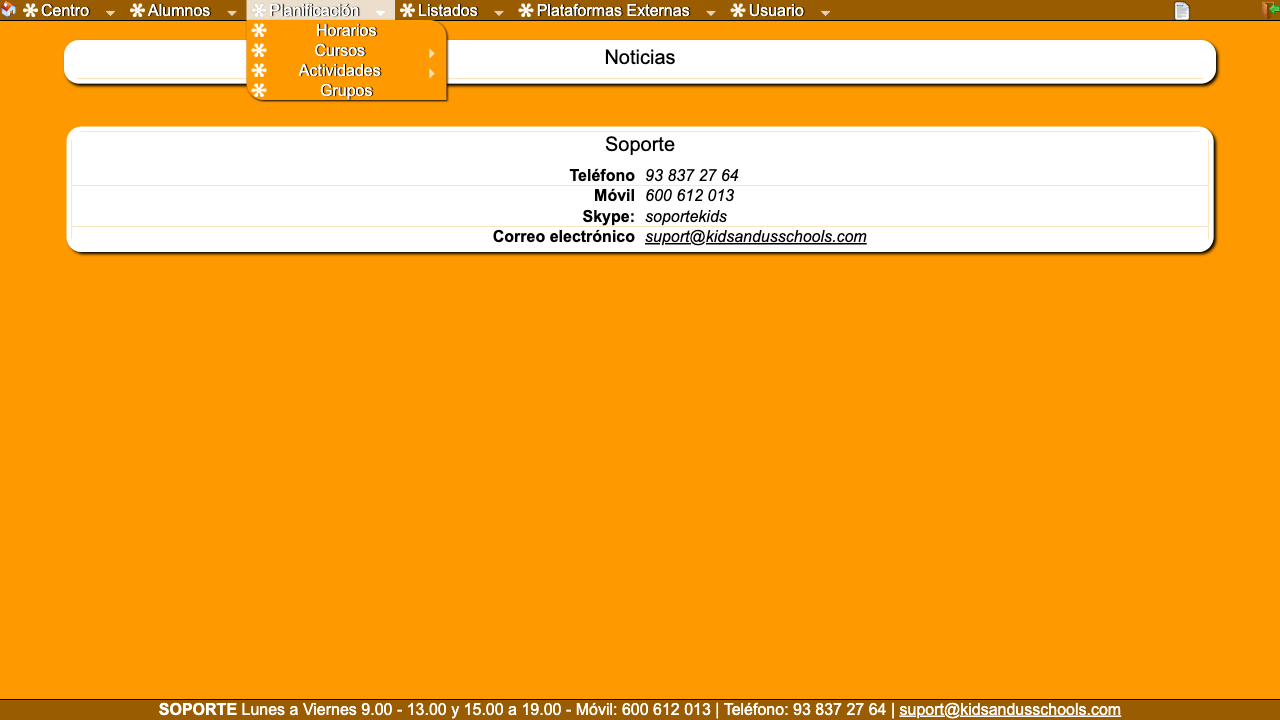 Centro Alumnos Planificación Listados Plataformas Externas Usuario
Horarios
Cursos
Actividades
Grupos
Noticias
Soporte
Teléfono 93 837 27 64
Móvil 600 612 013
Skype: soportekids
Correo electrónico suport@kidsandusschools.com
SOPORTE Lunes a Viernes 9.00 - 13.00 y 15.00 a 19.00 - Móvil: 600 612 013 | Teléfono: 93 837 27 64 | suport@kidsandusschools.com